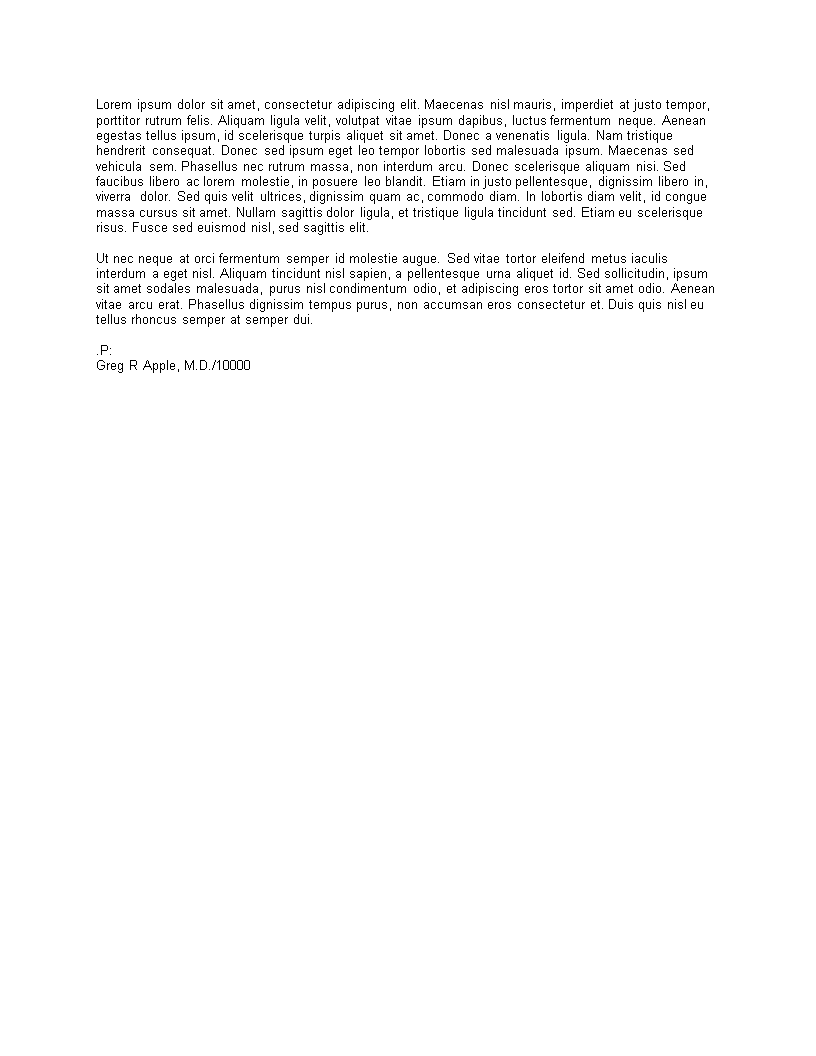 Lorem ipsum dolor sit amet, consectetur adipiscing elit. Maecenas nisl mauris, imperdiet at justo tempor,
porttitor rutrum felis. Aliquam ligula velit, volutpat vitae ipsum dapibus, luctus fermentum neque. Aenean
egestas tellus ipsum, id scelerisque turpis aliquet sit amet. Donec a venenatis ligula. Nam tristique
hendrerit consequat. Donec sed ipsum eget leo tempor lobortis sed malesuada ipsum. Maecenas sed
vehicula sem. Phasellus nec rutrum massa, non interdum arcu. Donec scelerisque aliquam nisi. Sed
faucibus libero ac lorem molestie, in posuere leo blandit. Etiam in justo pellentesque, dignissim libero in,
viverra dolor. Sed quis velit ultrices, dignissim quam ac, commodo diam. In lobortis diam velit, id congue
massa cursus sit amet. Nullam sagittis dolor ligula, et tristique ligula tincidunt sed. Etiam eu scelerisque
risus. Fusce sed euismod nisl, sed sagittis elit.
Ut nec neque at orci fermentum semper id molestie augue. Sed vitae tortor eleifend metus iaculis
interdum a eget nisl. Aliquam tincidunt nisl sapien, a pellentesque urna aliquet id. Sed sollicitudin, ipsum
sit amet sodales malesuada, purus nisl condimentum odio, et adipiscing eros tortor sit amet odio. Aenean
vitae arcu erat. Phasellus dignissim tempus purus, non accumsan eros consectetur et. Duis quis nisl eu
tellus rhoncus semper at semper dui.
.P:
Greg R Apple, M.D./10000